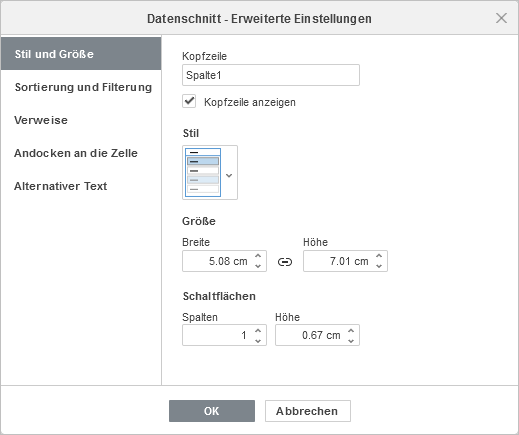 Datenschnitt - Erweiterte Einstellungen
Stil und Größe
Sortierung und Filterung
Verweise
Andocken an die Zelle
Alternativer Text
Kopfzeile
Spalte1
Kopfzeile anzeigen
Stil
Größe
Breite Höhe
5.08 cm 7.01 cm
Schaltflächen
Spalten Höhe
1 0.67 cm
OK Abbrechen